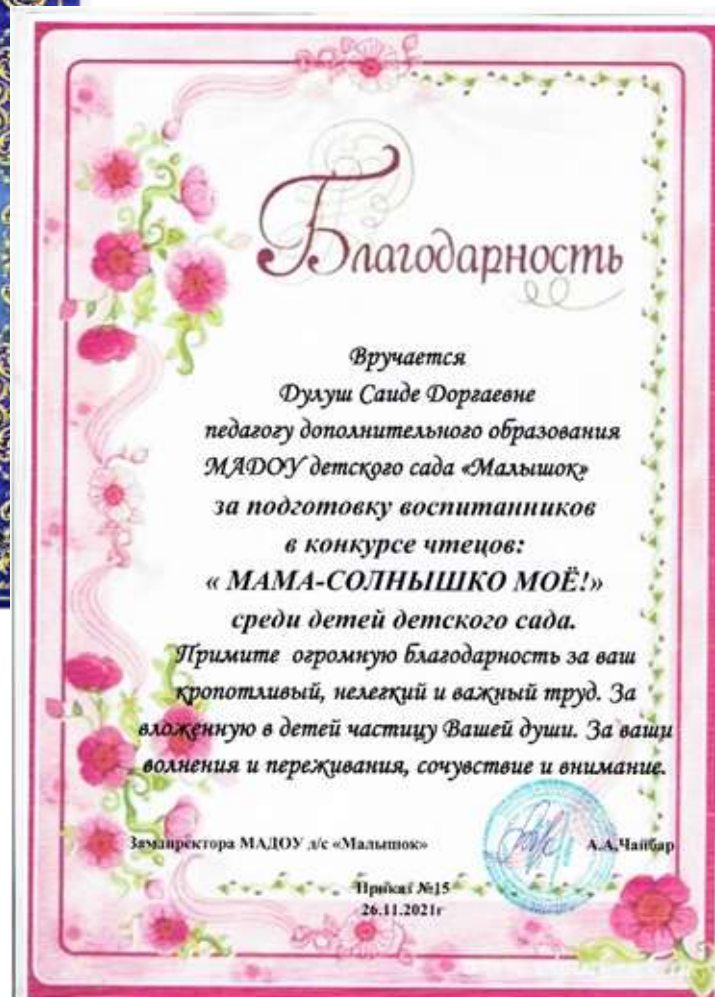 Благодарность
Вручается
Дулуш Саиде Доргаевне
педагогу дополнительного образования
МАДОУ детского сада «Малышок»
за подготовку воспитанников
в конкурсе чтецов:
« МАМА-СОЛНЫШКО МОЁ!»
среди детей детского сада.
Примите огромную благодарность за ваш
кропотливый, нелегкий и важный труд. За
вложенную в детей частицу Вашей души. За ваши
волнения и переживания, сочувствие и внимание.
Замдиректора МАДОУ д/с «Малышок» А.А.Чайбар
Приказ №15
26.11.2021г